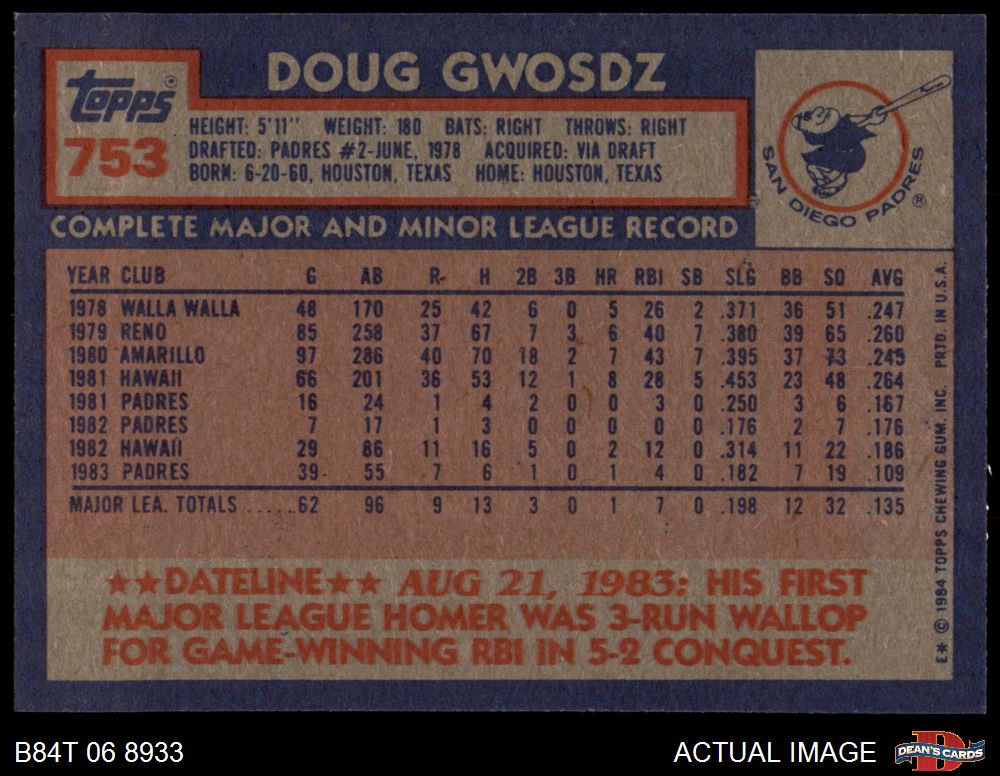 DOUG GWOSDZ
Topps
753
HEIGHT: 5'11" WEIGHT: 180 BATS: RIGHT THROWS: RIGHT
DRAFTED: PADRES #2-JUNE, 1978 ACQUIRED: VIA DRAFT
BORN: 6-20-60, HOUSTON, TEXAS HOME: HOUSTON, TEXAS
SAN DIEGO PADRES ®
COMPLETE MAJOR AND MINOR LEAGUE RECORD
YEAR CLUB G AB R H 2B 3B HR RBI SB SLG BB SO AVG
1978 WALLA WALLA 48 170 25 42 6 0 5 26 2 .371 36 51 .247
1979 RENO 85 258 37 67 7 3 6 40 7 .380 39 65 .260
1980 AMARILLO 97 286 40 70 18 2 7 43 7 .395 37 73 .245
1981 HAWAII 66 201 36 53 12 1 8 28 5 .453 23 48 .264
1981 PADRES 16 24 1 4 2 0 0 3 0 .250 3 6 .167
1982 PADRES 7 17 1 3 0 0 0 0 0 .176 2 7 .176
1982 HAWAII 29 86 11 16 5 0 2 12 0 .314 11 22 .186
1983 PADRES 39 55 7 6 1 0 1 4 0 .182 7 19 .109
MAJOR LEA. TOTALS .....62 96 9 13 3 0 1 7 0 .198 12 32 .135
★★DATELINE★★ AUG 21, 1983: HIS FIRST
MAJOR LEAGUE HOMER WAS 3-RUN WALLOP
FOR GAME-WINNING RBI IN 5-2 CONQUEST.
E* © 1984 TOPPS CHEWING GUM, INC. PRTD. IN U.S.A.
B84T 06 8933
ACTUAL IMAGE
DEAN'S CARDS